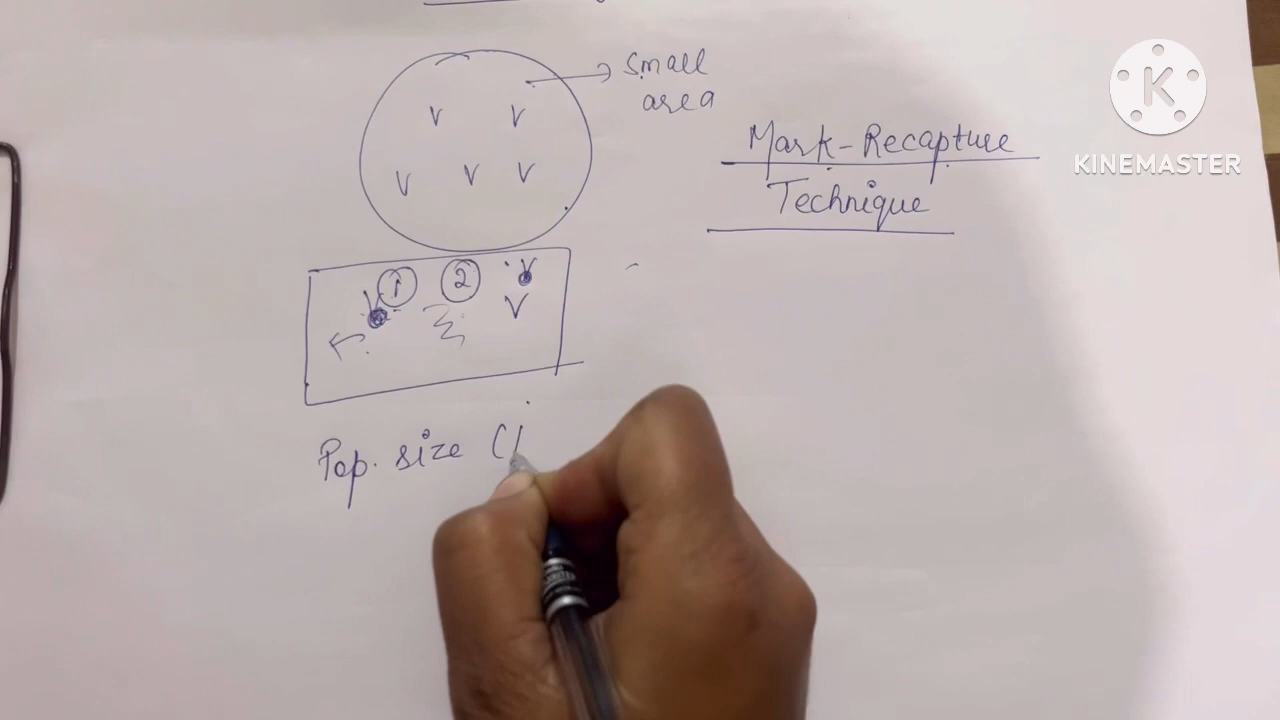 Small
area
Mark-Recapture
Technique
V V
V V V
1 2 V
V V
Pop. size (
K
KINEMASTER